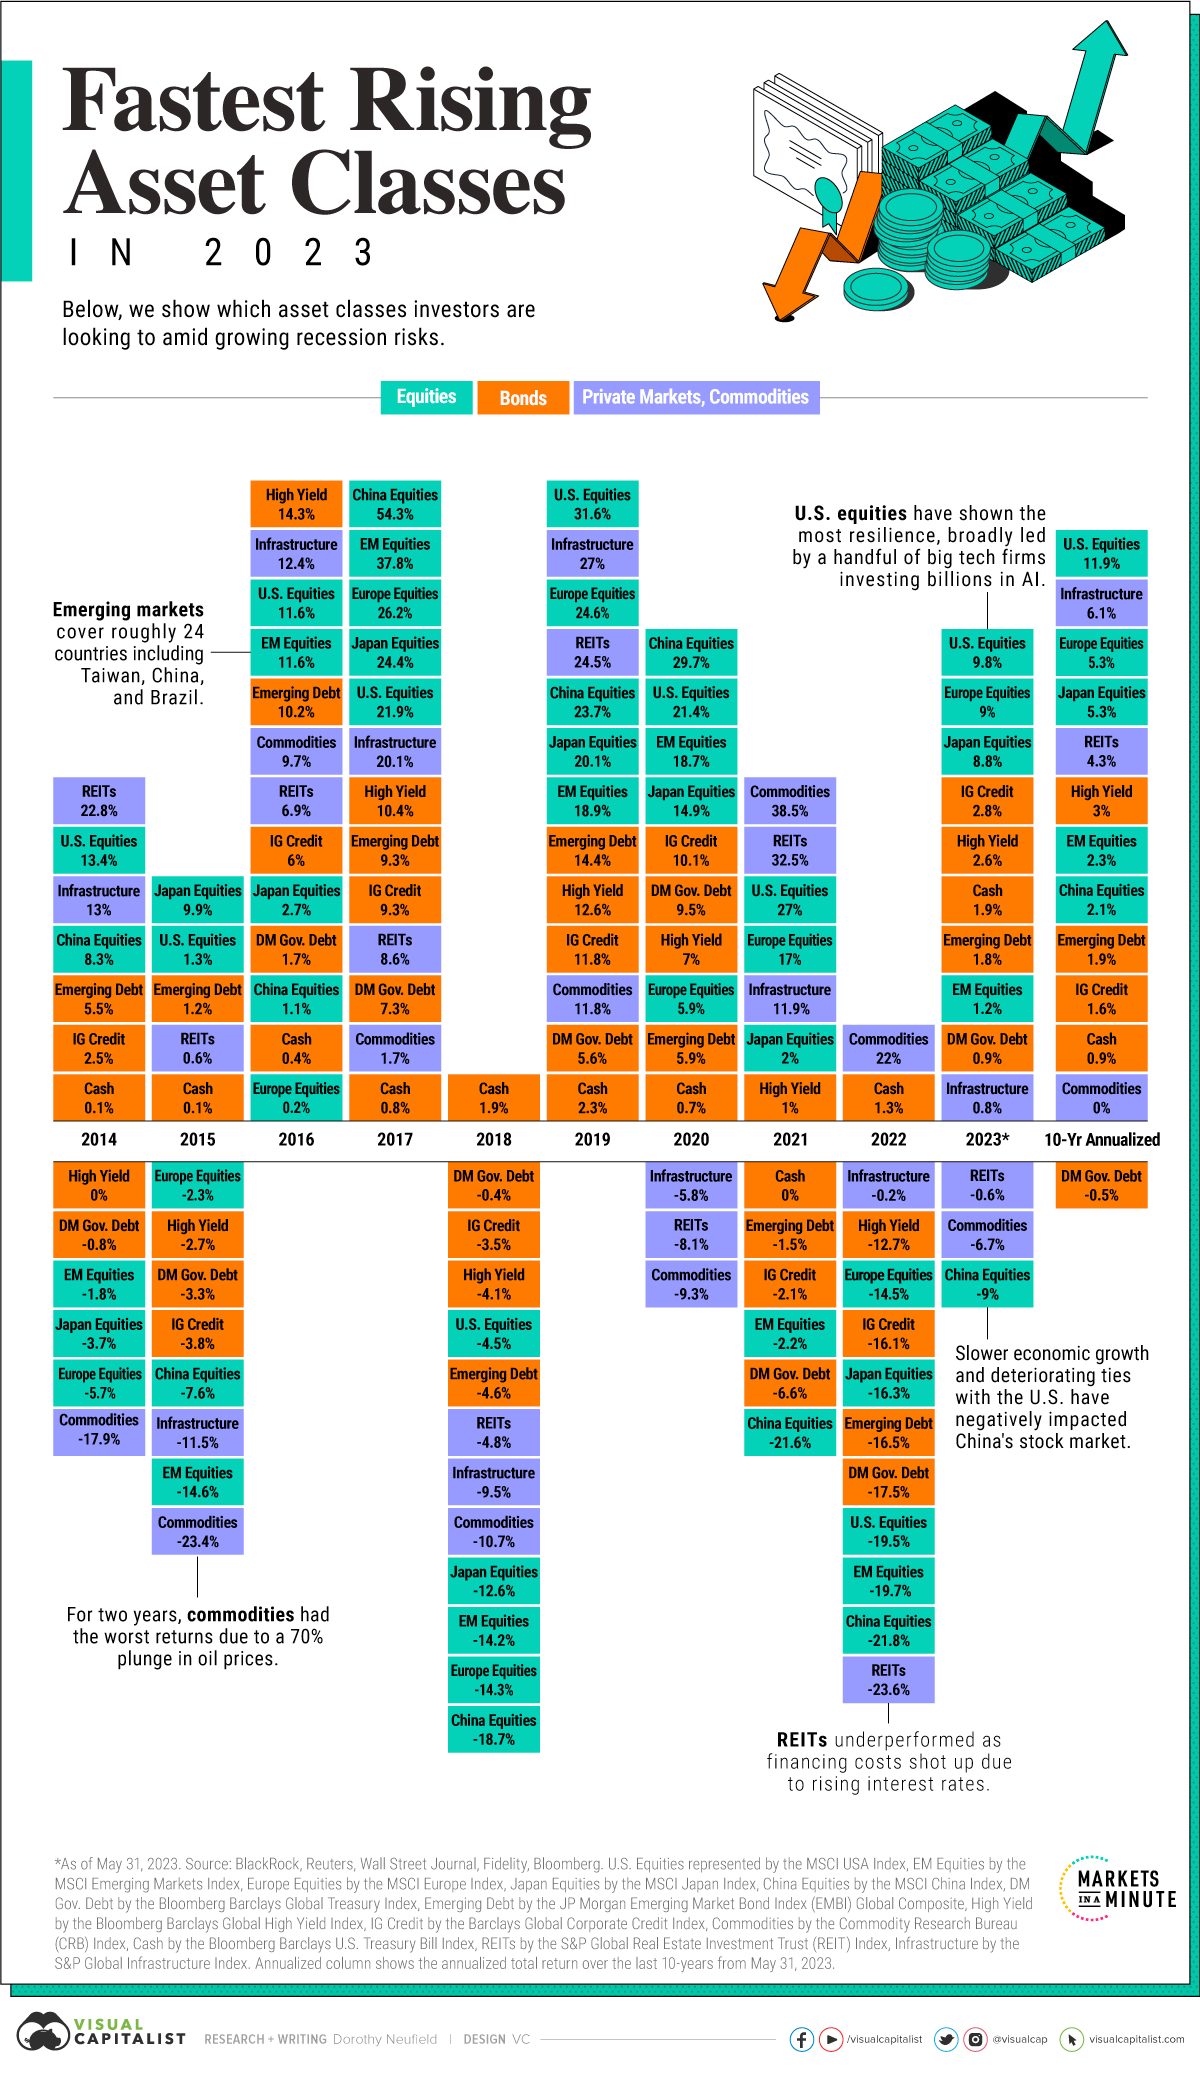 Fastest Rising
Asset Classes
IN 2023
Below, we show which asset classes investors are
looking to amid growing recession risks.
Equities
Bonds
Private Markets, Commodities
Emerging markets
cover roughly 24
countries including
Taiwan, China,
and Brazil.
U.S. equities have shown the
most resilience, broadly led
by a handful of big tech firms
investing billions in AI.
REITs
22.8%
U.S. Equities
13.4%
Infrastructure
13%
China Equities
8.3%
Emerging Debt
5.5%
IG Credit
2.5%
Cash
0.1%
2014
High Yield
0%
DM Gov. Debt
-0.8%
EM Equities
-1.8%
Japan Equities
-3.7%
Europe Equities
-5.7%
Commodities
-17.9%
Japan Equities
9.9%
U.S. Equities
1.3%
Emerging Debt
1.2%
REITs
0.6%
Cash
0.1%
2015
Europe Equities
-2.3%
High Yield
-2.7%
DM Gov. Debt
-3.3%
IG Credit
-3.8%
China Equities
-7.6%
Infrastructure
-11.5%
EM Equities
-14.6%
Commodities
-23.4%
For two years, commodities had
the worst returns due to a 70%
plunge in oil prices.
High Yield
14.3%
Infrastructure
12.4%
U.S. Equities
11.6%
EM Equities
11.6%
Emerging Debt
10.2%
Commodities
9.7%
REITs
6.9%
IG Credit
6%
Japan Equities
2.7%
DM Gov. Debt
1.7%
China Equities
1.1%
Cash
0.4%
Europe Equities
0.2%
2016
China Equities
54.3%
EM Equities
37.8%
Europe Equities
26.2%
Japan Equities
24.4%
U.S. Equities
21.9%
Infrastructure
20.1%
High Yield
10.4%
Emerging Debt
9.3%
IG Credit
9.3%
REITs
8.6%
DM Gov. Debt
7.3%
Commodities
1.7%
Cash
0.8%
2017
Cash
1.9%
2018
DM Gov. Debt
-0.4%
IG Credit
-3.5%
High Yield
-4.1%
U.S. Equities
-4.5%
Emerging Debt
-4.6%
REITs
-4.8%
Infrastructure
-9.5%
Commodities
-10.7%
Japan Equities
-12.6%
EM Equities
-14.2%
Europe Equities
-14.3%
China Equities
-18.7%
U.S. Equities
31.6%
Infrastructure
27%
Europe Equities
24.6%
REITs
24.5%
China Equities
23.7%
Japan Equities
20.1%
EM Equities
18.9%
Emerging Debt
14.4%
High Yield
12.6%
IG Credit
11.8%
Commodities
11.8%
DM Gov. Debt
5.6%
Cash
2.3%
2019
China Equities
29.7%
U.S. Equities
21.4%
EM Equities
18.7%
Japan Equities
14.9%
IG Credit
10.1%
DM Gov. Debt
9.5%
High Yield
7%
Europe Equities
5.9%
Emerging Debt
5.9%
Cash
0.7%
2020
Infrastructure
-5.8%
REITs
-8.1%
Commodities
-9.3%
Commodities
38.5%
REITs
32.5%
U.S. Equities
27%
Europe Equities
17%
Infrastructure
11.9%
Japan Equities
2%
High Yield
1%
2021
Cash
0%
Emerging Debt
-1.5%
IG Credit
-2.1%
EM Equities
-2.2%
DM Gov. Debt
-6.6%
China Equities
-21.6%
Commodities
22%
Cash
1.3%
2022
Infrastructure
-0.2%
High Yield
-12.7%
Europe Equities
-14.5%
IG Credit
-16.1%
Japan Equities
-16.3%
Emerging Debt
-16.5%
DM Gov. Debt
-17.5%
U.S. Equities
-19.5%
EM Equities
-19.7%
China Equities
-21.8%
REITs
-23.6%
REITs underperformed as
financing costs shot up due
to rising interest rates.
U.S. Equities
9.8%
Europe Equities
9%
Japan Equities
8.8%
IG Credit
2.8%
High Yield
2.6%
Cash
1.9%
Emerging Debt
1.8%
EM Equities
1.2%
DM Gov. Debt
0.9%
Infrastructure
0.8%
2023*
REITs
-0.6%
Commodities
-6.7%
China Equities
-9%
Slower economic growth
and deteriorating ties
with the U.S. have
negatively impacted
China's stock market.
U.S. Equities
11.9%
Infrastructure
6.1%
Europe Equities
5.3%
Japan Equities
5.3%
REITs
4.3%
High Yield
3%
EM Equities
2.3%
China Equities
2.1%
Emerging Debt
1.9%
IG Credit
1.6%
Cash
0.9%
Commodities
0%
10-Yr Annualized
DM Gov. Debt
-0.5%
*As of May 31, 2023. Source: BlackRock, Reuters, Wall Street Journal, Fidelity, Bloomberg. U.S. Equities represented by the MSCI USA Index, EM Equities by the
MSCI Emerging Markets Index, Europe Equities by the MSCI Europe Index, Japan Equities by the MSCI Japan Index, China Equities by the MSCI China Index, DM
Gov. Debt by the Bloomberg Barclays Global Treasury Index, Emerging Debt by the JP Morgan Emerging Market Bond Index (EMBI) Global Composite, High Yield
by the Bloomberg Barclays Global High Yield Index, IG Credit by the Barclays Global Corporate Credit Index, Commodities by the Commodity Research Bureau
(CRB) Index, Cash by the Bloomberg Barclays U.S. Treasury Bill Index, REITs by the S&P Global Real Estate Investment Trust (REIT) Index, Infrastructure by the
S&P Global Infrastructure Index. Annualized column shows the annualized total return over the last 10-years from May 31, 2023.
MARKETS
IN A
MINUTE
VISUAL
CAPITALIST
RESEARCH + WRITING Dorothy Neufield | DESIGN VC
/visualcapitalist
@visualcap
visualcapitalist.com